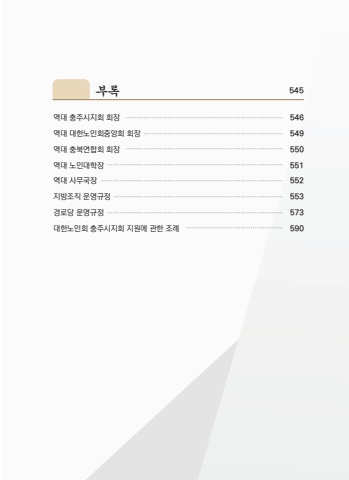 부록 545
역대 충주시지회 회장 546
역대 대한노인회중앙회 회장 549
역대 충북연합회 회장 550
역대 노인대학장 551
역대 사무국장 552
지방조직 운영규정 553
경로당 운영규정 573
대한노인회 충주시지회 지원에 관한 조례 590